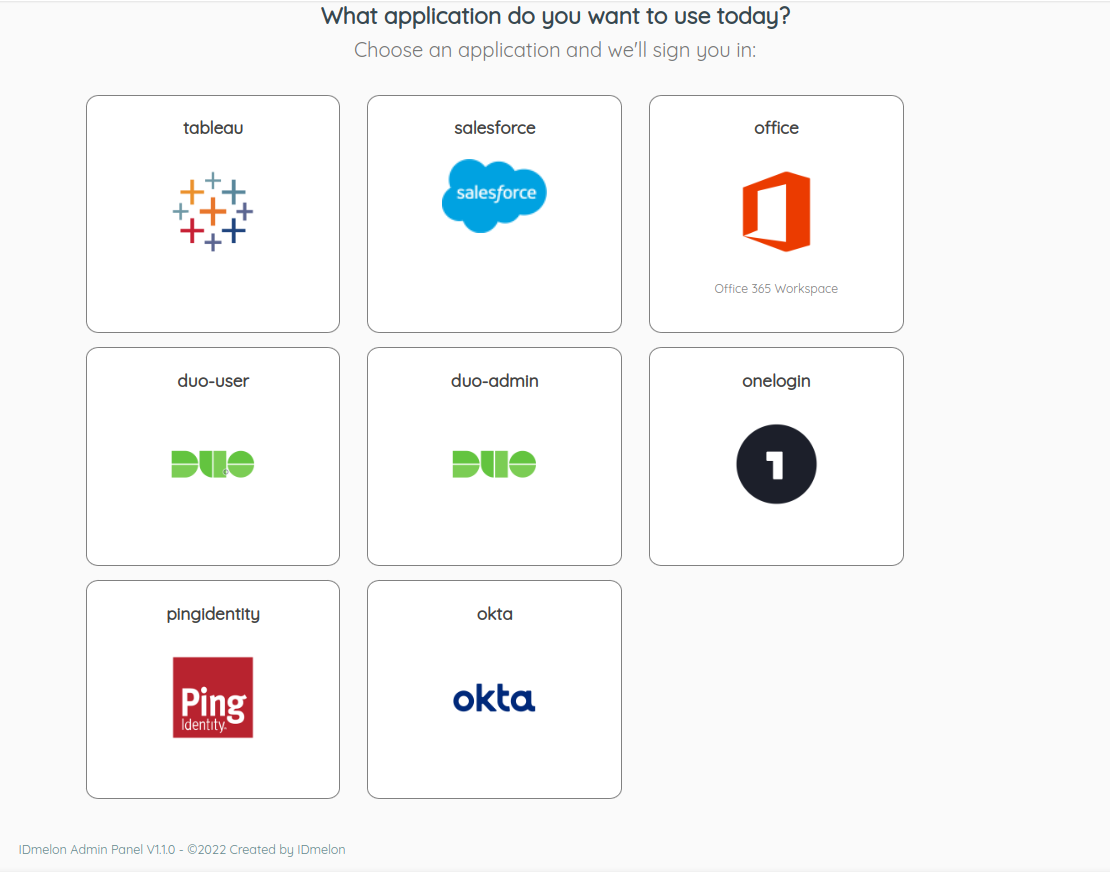 What application do you want to use today?
Choose an application and we'll sign you in:
tableau
salesforce
office
salesforce
Office 365 Workspace
duo-user
duo-admin
onelogin
DUO
DUO
1
pingidentity
okta
Ping
Identity.
okta
IDmelon Admin Panel V1.1.0 - ©2022 Created by IDmelon